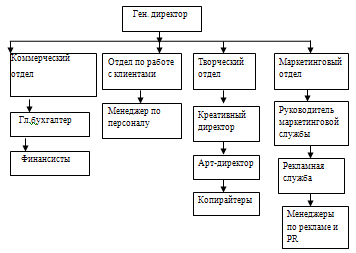 Ген. директор
Коммерческий
отдел
Отдел по работе
с клиентами
Творческий
отдел
Маркетинговый
отдел
Гл.бухгалтер
Финансисты
Менеджер по
персоналу
Креативный
директор
Арт-директор
Копирайтеры
Руководитель
маркетинговой
службы
Рекламная
служба
Менеджеры
по рекламе и
PR